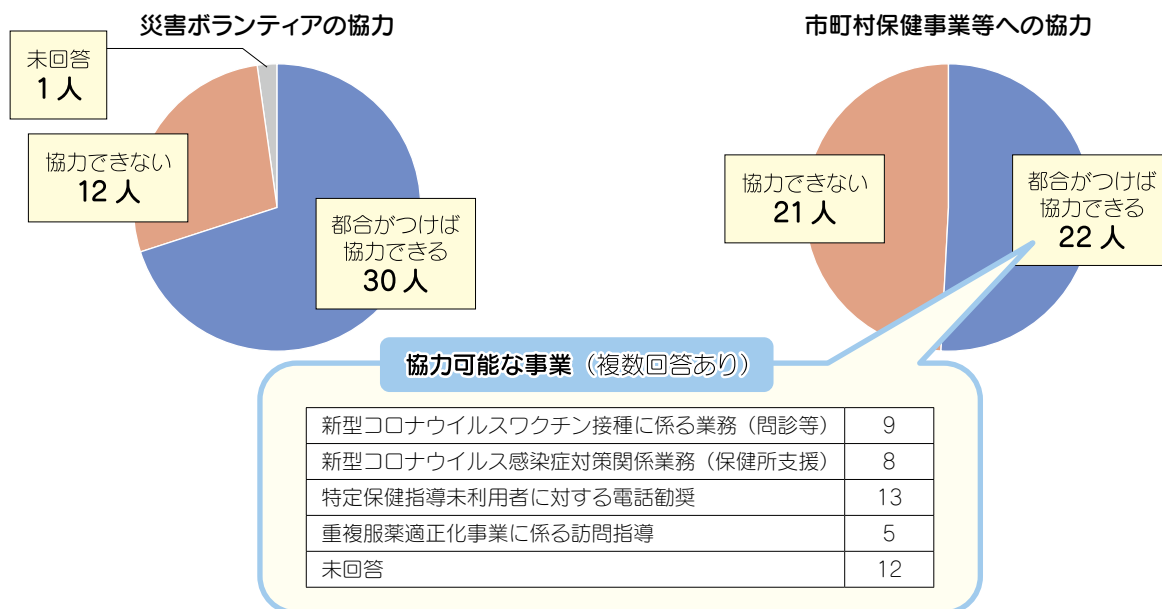 災害ボランティアの協力
未回答
1人
協力できない
12人
都合がつけば
協力できる
30人
市町村保健事業等への協力
協力できない
21人
都合がつけば
協力できる
22人
協力可能な事業（複数回答あり）
新型コロナウイルスワクチン接種に係る業務（問診等） 9
新型コロナウイルス感染症対策関係業務（保健所支援） 8
特定保健指導未利用者に対する電話勧奨 13
重複服薬適正化事業に係る訪問指導 5
未回答 12